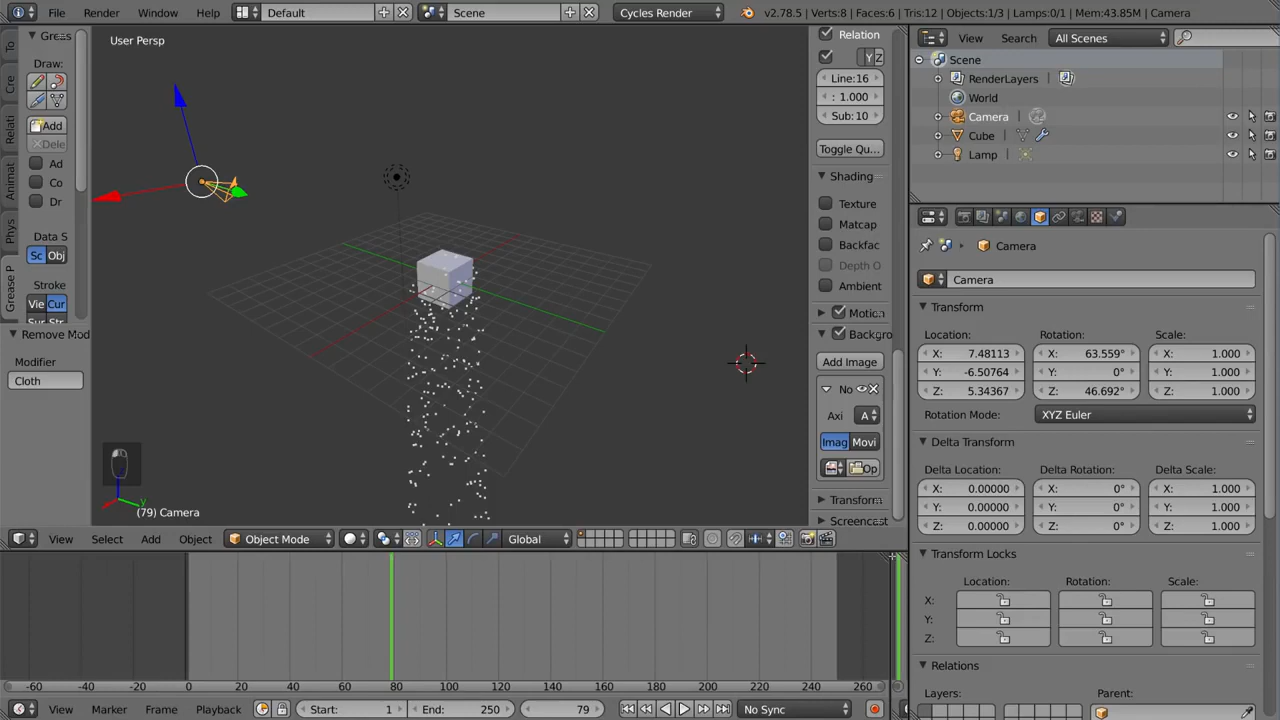 File Render Window Help Default Scene Cycles Render v2.78.5 | Verts:8 | Faces:6 | Tris:12 | Objects:1/3 | Lamps:0/1 | Mem:43.85M | Camera
User Persp
To
Cre
Relati
Animat
Phys
Grease P
Greas
Draw:
Add
Dele
Ad
Co
Dr
Data S
Sc Obj
Stroke
Vie Cur
Remove Mod
Modifier
Cloth
(79) Camera
Relation
Y Z
Line:16
: 1.000
Sub: 10
Toggle Qu...
Shading
Texture
Matcap
Backfac
Depth O
Ambient
Motion
Backgro
Add Image
No
Axi A
Imag Movi
Op
Transform
Screencast
View Select Add Object Object Mode Global
-60 -40 -20 0 20 40 60 80 100 120 140 160 180 200 220 240 260
View Marker Frame Playback Start: 1 End: 250 79 No Sync
View Search All Scenes
Scene
RenderLayers
World
Camera
Cube
Lamp
Camera
Camera
Transform
Location: Rotation: Scale:
X: 7.48113 X: 63.559° X: 1.000
Y: -6.50764 Y: 0° Y: 1.000
Z: 5.34367 Z: 46.692° Z: 1.000
Rotation Mode: XYZ Euler
Delta Transform
Delta Location: Delta Rotation: Delta Scale:
X: 0.00000 X: 0° X: 1.000
Y: 0.00000 Y: 0° Y: 1.000
Z: 0.00000 Z: 0° Z: 1.000
Transform Locks
Location: Rotation: Scale:
X:
Y:
Z:
Relations
Layers: Parent: